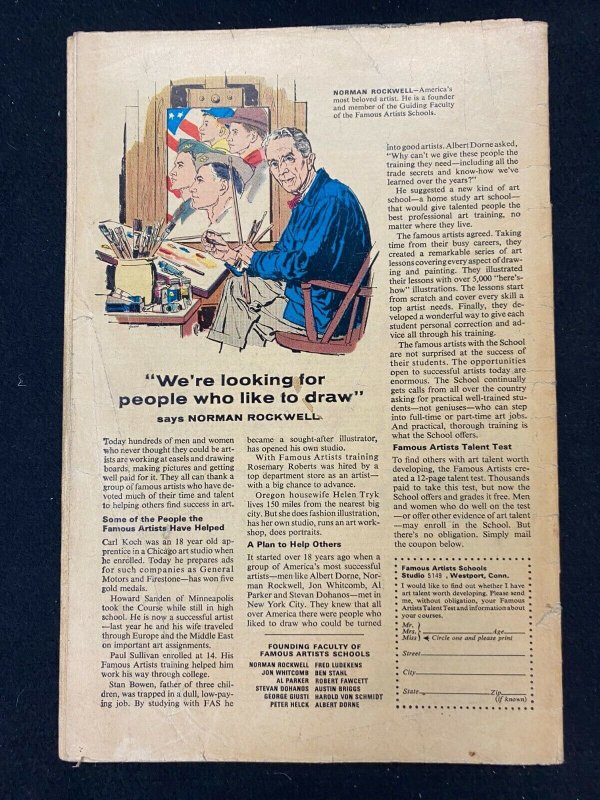 NORMAN ROCKWELL—America's
most beloved artist. He is a founder
and member of the Guiding Faculty
of the Famous Artists Schools.
"We're looking for
people who like to draw"
says NORMAN ROCKWELL
Today hundreds of men and women
who never thought they could be art-
ists are working at easels and drawing
boards, making pictures and getting
well paid for it. They all can thank a
group of famous artists who have de-
voted much of their time and talent
to helping others find success in art.
Some of the People the
Famous Artists Have Helped
Carl Koch was an 18 year old ap-
prentice in a Chicago art studio when
he enrolled. Today he prepares ads
for such companies as General
Motors and Firestone—has won five
gold medals.
Howard Sanden of Minneapolis
took the Course while still in high
school. He is now a successful artist
—last year he and his wife traveled
through Europe and the Middle East
on important art assignments.
Paul Sullivan enrolled at 14. His
Famous Artists training helped him
work his way through college.
Stan Bowen, father of three chil-
dren, was trapped in a dull, low-pay-
ing job. By studying with FAS he
became a sought-after illustrator,
has opened his own studio.
With Famous Artists training
Rosemary Roberts was hired by a
top department store as an artist—
with a big chance to advance.
Oregon housewife Helen Tryk
lives 150 miles from the nearest big
city. But she does fashion illustration,
has her own studio, runs an art work-
shop, does portraits.
A Plan to Help Others
It started over 18 years ago when a
group of America's most successful
artists—men like Albert Dorne, Nor-
man Rockwell, Jon Whitcomb, Al
Parker and Stevan Dohanos—met in
New York City. They knew that all
over America there were people who
liked to draw who could be turned
into good artists. Albert Dorne asked,
"Why can't we give these people the
training they need—including all the
trade secrets and know-how we've
learned over the years?"
He suggested a new kind of art
school—a home study art school—
that would give talented people the
best professional art training, no
matter where they live.
The famous artists agreed. Taking
time from their busy careers, they
created a remarkable series of art
lessons covering every aspect of draw-
ing and painting. They illustrated
their lessons with over 5,000 "here's-
how" illustrations. The lessons start
from scratch and cover every skill a
top artist needs. Finally, they de-
veloped a wonderful way to give each
student personal correction and ad-
vice all through his training.
The famous artists with the School
are not surprised at the success of
their students. The opportunities
open to successful artists today are
enormous. The School continually
gets calls from all over the country
asking for practical well-trained stu-
dents—not geniuses—who can step
into full-time or part-time art jobs.
And practical, thorough training is
what the School offers.
Famous Artists Talent Test
To find others with art talent worth
developing, the Famous Artists cre-
ated a 12-page talent test. Thousands
paid to take this test, but now the
School offers and grades it free. Men
and women who do well on the test
—or offer other evidence of art talent
—may enroll in the School. But
there's no obligation. Simply mail
the coupon below.
FOUNDING FACULTY OF
FAMOUS ARTISTS SCHOOLS
NORMAN ROCKWELL FRED LUDEKENS
JON WHITCOMB BEN STAHL
AL PARKER ROBERT FAWCETT
STEVAN DOHANOS AUSTIN BRIGGS
GEORGE GIUSTI HAROLD VON SCHMIDT
PETER HELCK ALBERT DORNE
Famous Artists Schools
Studio 5149, Westport, Conn.
I would like to find out whether I have
art talent worth developing. Please send
me, without obligation, your Famous
Artists Talent Test and information about
your courses.
Mr.
Mrs. Age
Miss Circle one and please print
Street
City
State Zip
(if known)